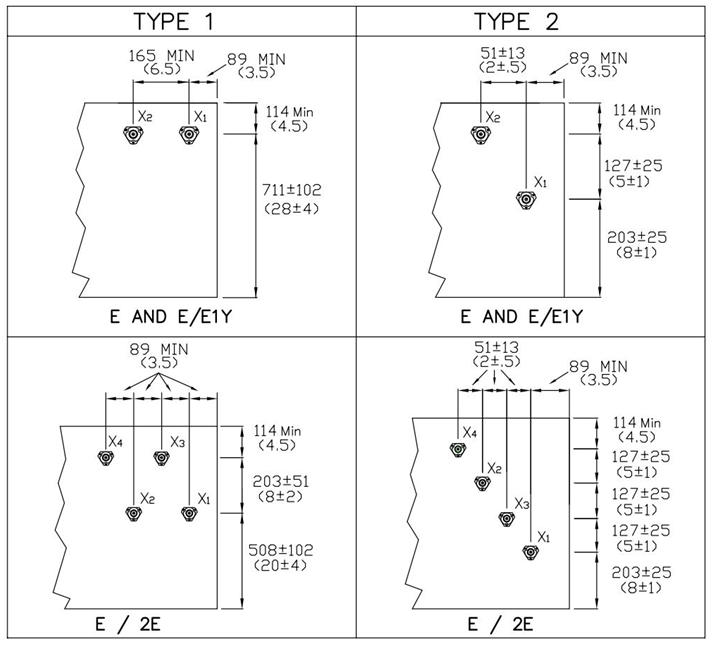 TYPE 1
165 MIN
(6.5)
89 MIN
(3.5)
X2
X1
114 Min
(4.5)
711±102
(28±4)
E AND E/E1Y
TYPE 2
51±13
(2±.5)
89 MIN
(3.5)
X2
X1
114 Min
(4.5)
127±25
(5±1)
203±25
(8±1)
E AND E/E1Y
89 MIN
(3.5)
X4
X3
X2
X1
114 Min
(4.5)
203±51
(8±2)
508±102
(20±4)
E / 2E
51±13
(2±.5)
89 MIN
(3.5)
X4
X2
X3
X1
114 Min
(4.5)
127±25
(5±1)
127±25
(5±1)
127±25
(5±1)
203±25
(8±1)
E / 2E